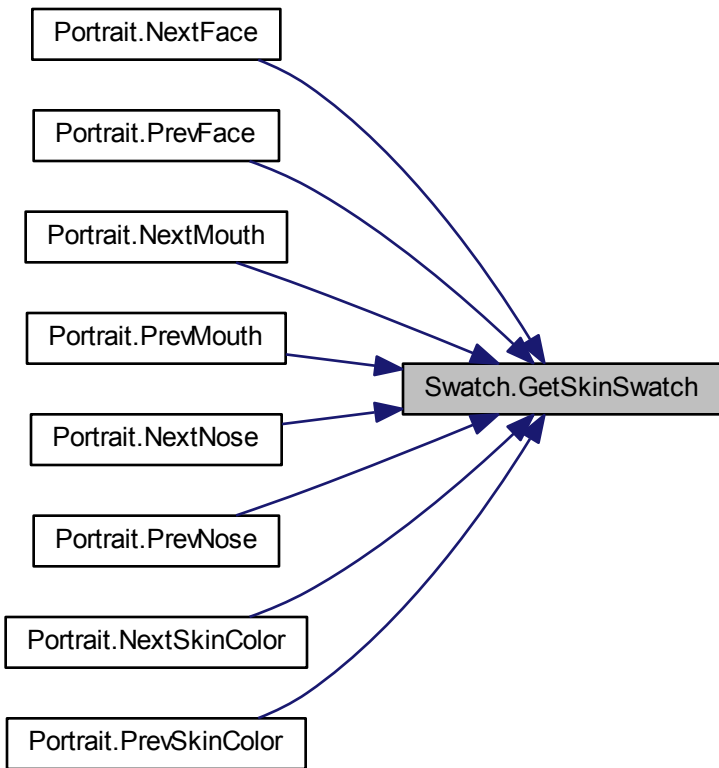 Portrait.NextFace
Portrait.PrevFace
Portrait.NextMouth
Portrait.PrevMouth
Swatch.GetSkinSwatch
Portrait.NextNose
Portrait.PrevNose
Portrait.NextSkinColor
Portrait.PrevSkinColor